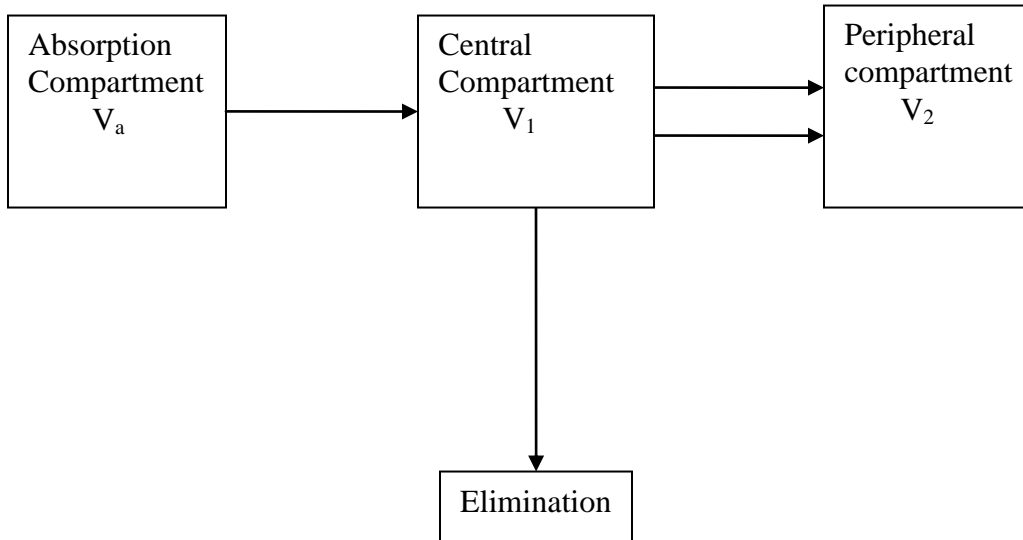 Absorption
Compartment
Vₐ
Central
Compartment
V₁
Peripheral
compartment
V₂
Elimination